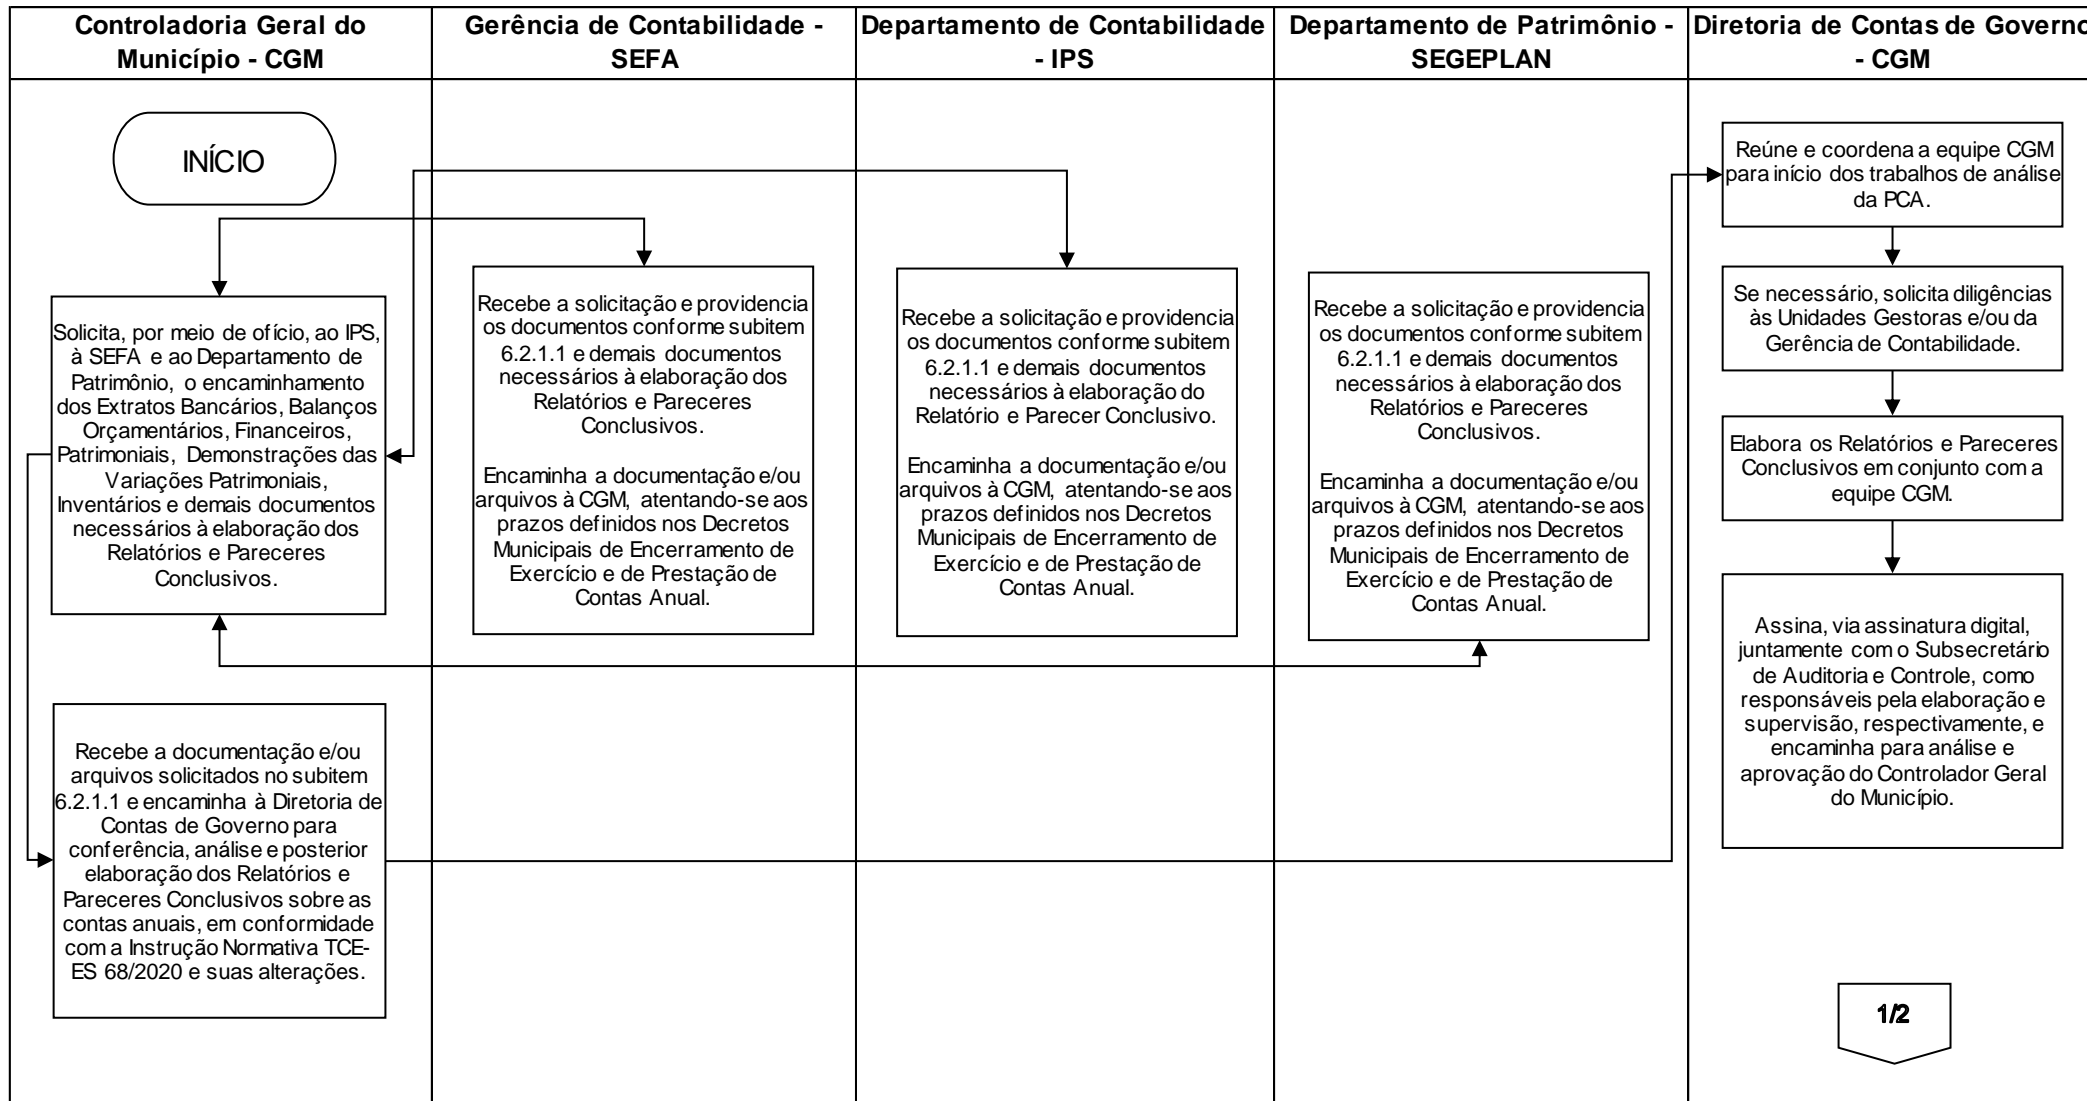 Controladoria Geral do
Município - CGM
Gerência de Contabilidade -
SEFA
Departamento de Contabilidade
- IPS
Departamento de Patrimônio -
SEGEPLAN
Diretoria de Contas de Governo
- CGM
INÍCIO
Solicita, por meio de ofício, ao IPS,
à SEFA e ao Departamento de
Patrimônio, o encaminhamento
dos Extratos Bancários, Balanços
Orçamentários, Financeiros,
Patrimoniais, Demonstrações das
Variações Patrimoniais,
Inventários e demais documentos
necessários à elaboração dos
Relatórios e Pareceres
Conclusivos.
Recebe a documentação e/ou
arquivos solicitados no subitem
6.2.1.1 e encaminha à Diretoria de
Contas de Governo para
conferência, análise e posterior
elaboração dos Relatórios e
Pareceres Conclusivos sobre as
contas anuais, em conformidade
com a Instrução Normativa TCE-
ES 68/2020 e suas alterações.
Recebe a solicitação e providencia
os documentos conforme subitem
6.2.1.1 e demais documentos
necessários à elaboração dos
Relatórios e Pareceres
Conclusivos.
Encaminha a documentação e/ou
arquivos à CGM, atentando-se aos
prazos definidos nos Decretos
Municipais de Encerramento de
Exercício e de Prestação de
Contas Anual.
Recebe a solicitação e providencia
os documentos conforme subitem
6.2.1.1 e demais documentos
necessários à elaboração do
Relatório e Parecer Conclusivo.
Encaminha a documentação e/ou
arquivos à CGM, atentando-se aos
prazos definidos nos Decretos
Municipais de Encerramento de
Exercício e de Prestação de
Contas Anual.
Recebe a solicitação e providencia
os documentos conforme subitem
6.2.1.1 e demais documentos
necessários à elaboração dos
Relatórios e Pareceres
Conclusivos.
Encaminha a documentação e/ou
arquivos à CGM, atentando-se aos
prazos definidos nos Decretos
Municipais de Encerramento de
Exercício e de Prestação de
Contas Anual.
Reúne e coordena a equipe CGM
para início dos trabalhos de análise
da PCA.
Se necessário, solicita diligências
às Unidades Gestoras e/ou da
Gerência de Contabilidade.
Elabora os Relatórios e Pareceres
Conclusivos em conjunto com a
equipe CGM.
Assina, via assinatura digital,
juntamente com o Subsecretário
de Auditoria e Controle, como
responsáveis pela elaboração e
supervisão, respectivamente, e
encaminha para análise e
aprovação do Controlador Geral
do Município.
1/2